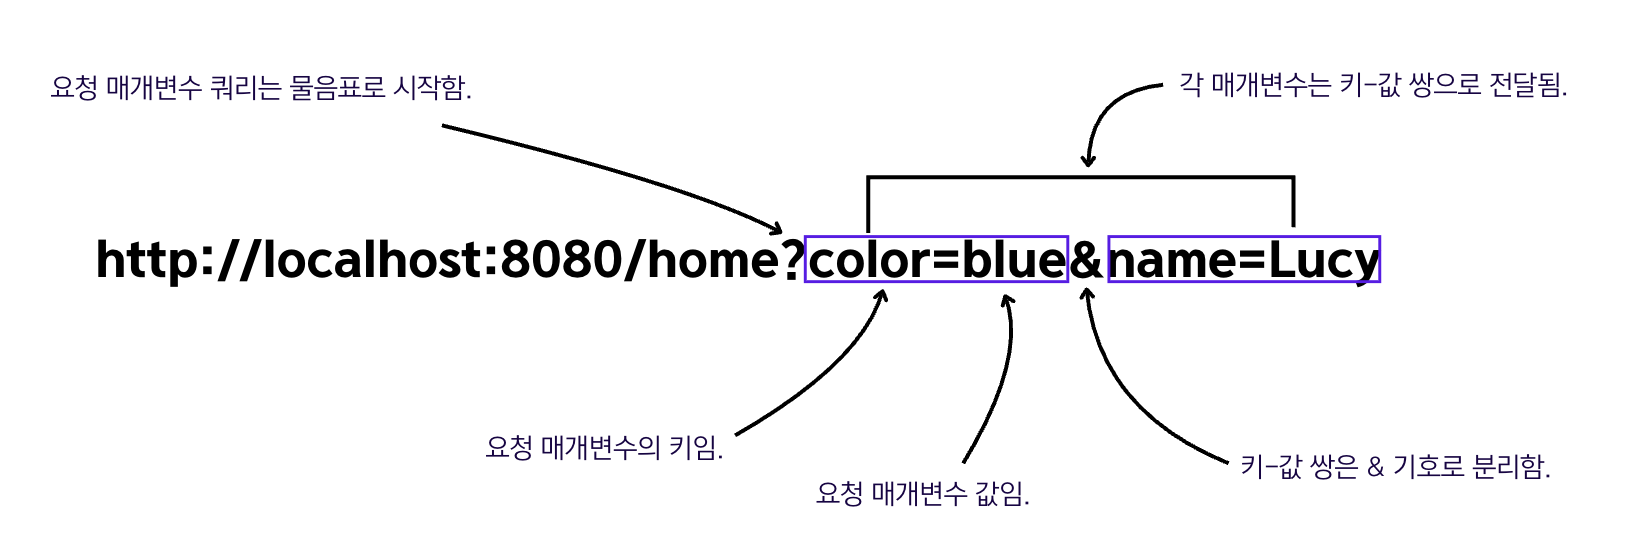 요청 매개변수 쿼리는 물음표로 시작함.
각 매개변수는 키-값 쌍으로 전달됨.
http://localhost:8080/home?color=blue&name=Lucy
요청 매개변수의 키임.
요청 매개변수 값임.
키-값 쌍은 & 기호로 분리함.